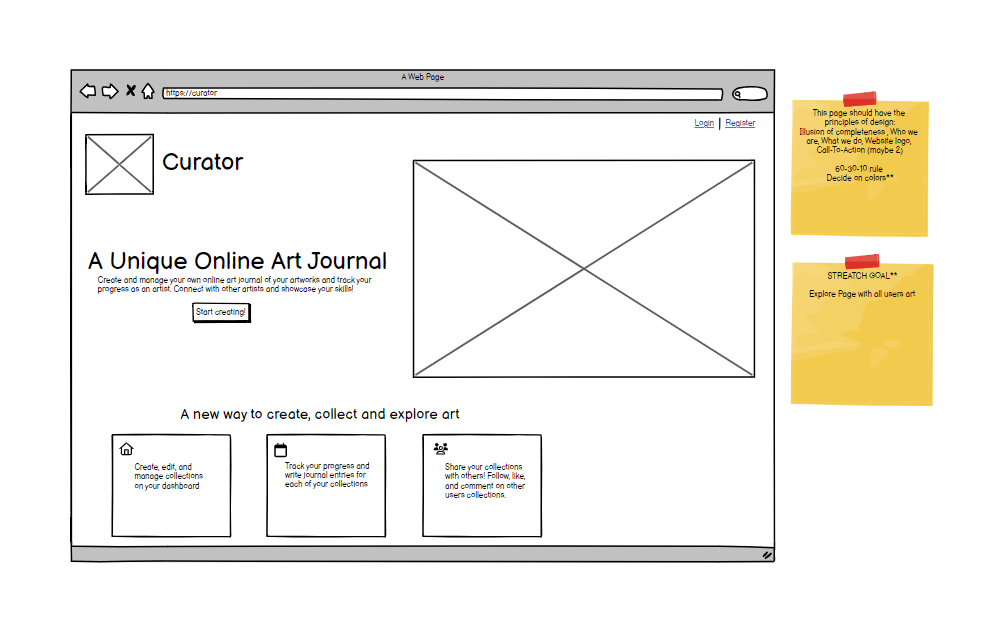 A Web Page
https://curator
Login | Register
Curator
A Unique Online Art Journal
Create and manage your own online art journal of your artworks and track your
progress as an artist. Connect with other artists and showcase your skills!
Start creating!
A new way to create, collect and explore art
Create, edit, and
manage collections
on your dashboard
Track your progress and
write journal entries for
each of your collections
Share your collections
with others! Follow, like,
and comment on other
users collections.
This page should have the
principles of design:
Illusion of completeness , Who we
are, What we do, Website logo,
Call-To-Action (maybe 2)
60-30-10 rule
Decide on colors**
STREATCH GOAL**
Explore Page with all users art